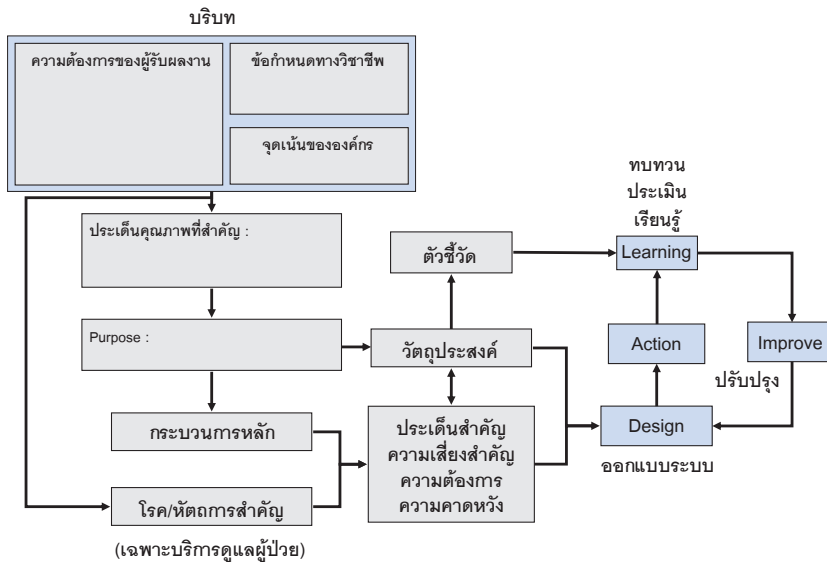 บริบท
ความต้องการของผู้รับผลงาน
ข้อกำหนดทางวิชาชีพ
จุดเน้นขององค์กร
ประเด็นคุณภาพที่สำคัญ :
Purpose :
กระบวนการหลัก
โรค/หัตถการสำคัญ
(เฉพาะบริการดูแลผู้ป่วย)
ตัวชี้วัด
วัตถุประสงค์
ประเด็นสำคัญ
ความเสี่ยงสำคัญ
ความต้องการ
ความคาดหวัง
ทบทวน
ประเมิน
เรียนรู้
Learning
Action
Improve
ปรับปรุง
Design
ออกแบบระบบ